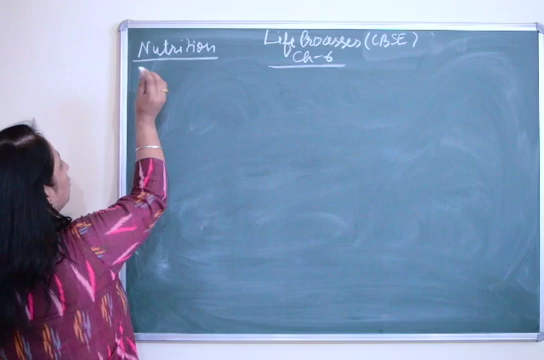 Nutrition
Life Processes (CBSE)
Ch-6